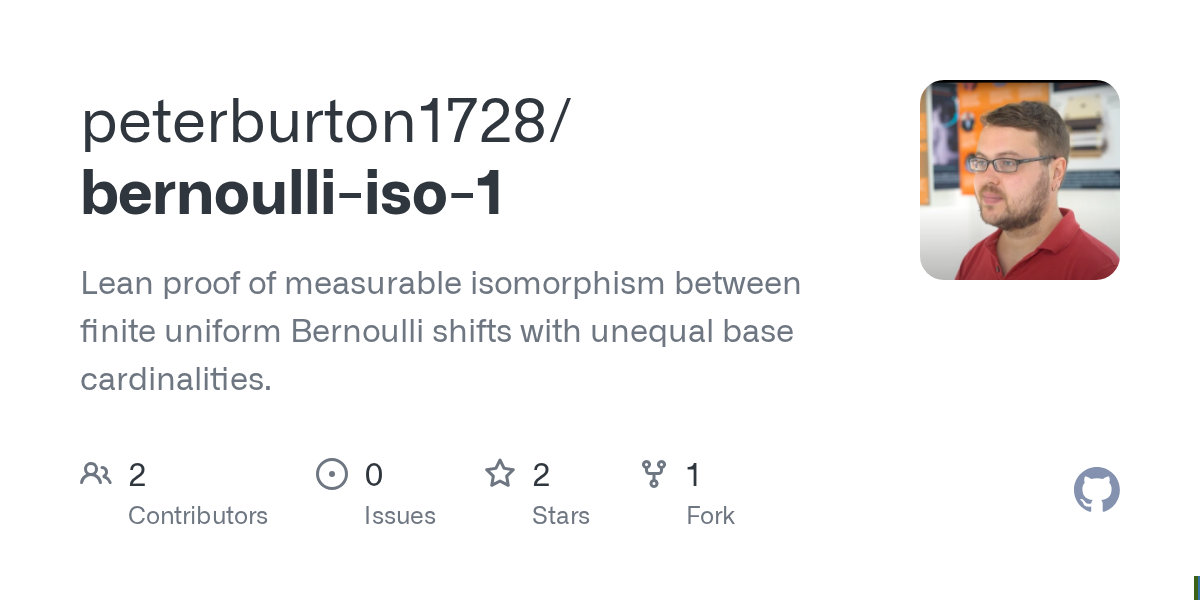 peterburton1728/
bernoulli-iso-1
Lean proof of measurable isomorphism between
finite uniform Bernoulli shifts with unequal base
cardinalities.
2
Contributors
0
Issues
2
Stars
1
Fork